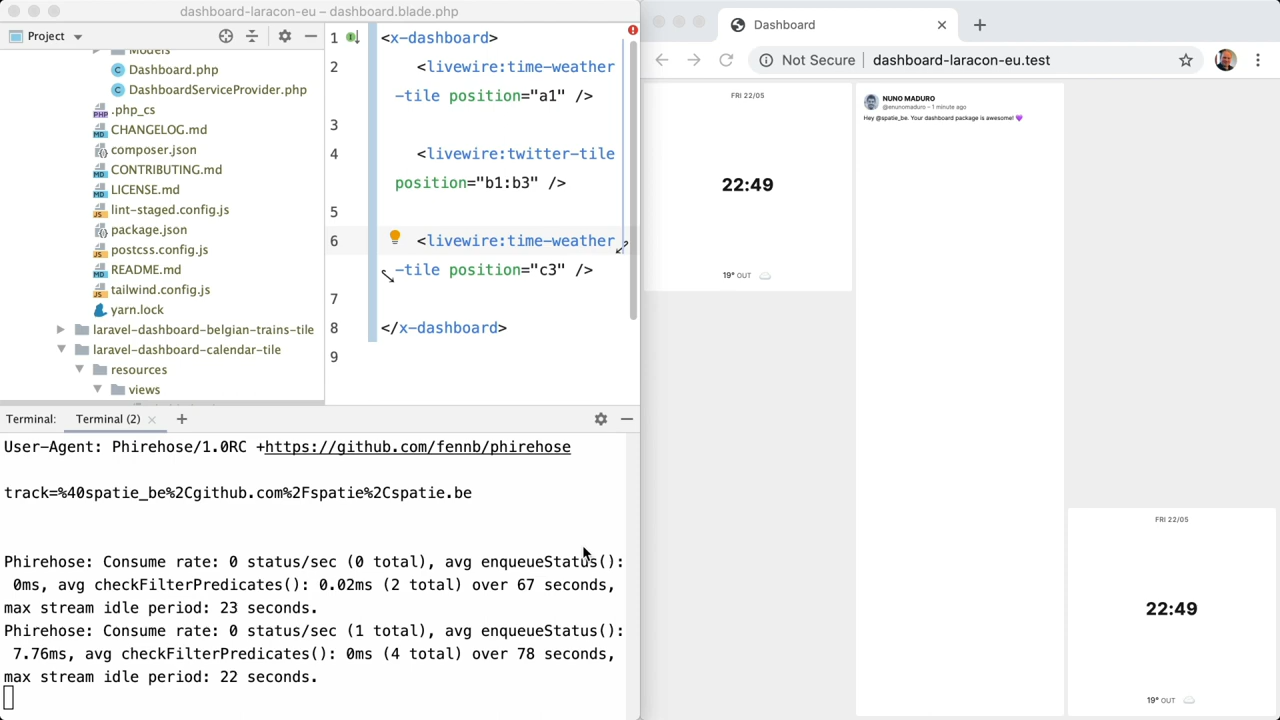 dashboard-laracon-eu – dashboard.blade.php
Project
Models
Dashboard.php
DashboardServiceProvider.php
.php_cs
CHANGELOG.md
composer.json
CONTRIBUTING.md
LICENSE.md
lint-staged.config.js
package.json
postcss.config.js
README.md
tailwind.config.js
yarn.lock
laravel-dashboard-belgian-trains-tile
laravel-dashboard-calendar-tile
resources
views
1 <x-dashboard>
2 <livewire:time-weather
-tile position="a1" />
3
4 <livewire:twitter-tile
position="b1:b3" />
5
6 <livewire:time-weather
-tile position="c3" />
7
8 </x-dashboard>
9
Terminal: Terminal (2)
User-Agent: Phirehose/1.0RC +https://github.com/fennb/phirehose
track=%40spatie_be%2Cgithub.com%2Fspatie%2Cspatie.be
Phirehose: Consume rate: 0 status/sec (0 total), avg enqueueStatus():
0ms, avg checkFilterPredicates(): 0.02ms (2 total) over 67 seconds,
max stream idle period: 23 seconds.
Phirehose: Consume rate: 0 status/sec (1 total), avg enqueueStatus():
7.76ms, avg checkFilterPredicates(): 0ms (4 total) over 78 seconds,
max stream idle period: 22 seconds.
Dashboard
Not Secure dashboard-laracon-eu.test
FRI 22/05
22:49
19° OUT
NUNO MADURO
@enunomaduro – 1 minute ago
Hey @spatie_be. Your dashboard package is awesome! 💜
FRI 22/05
22:49
19° OUT